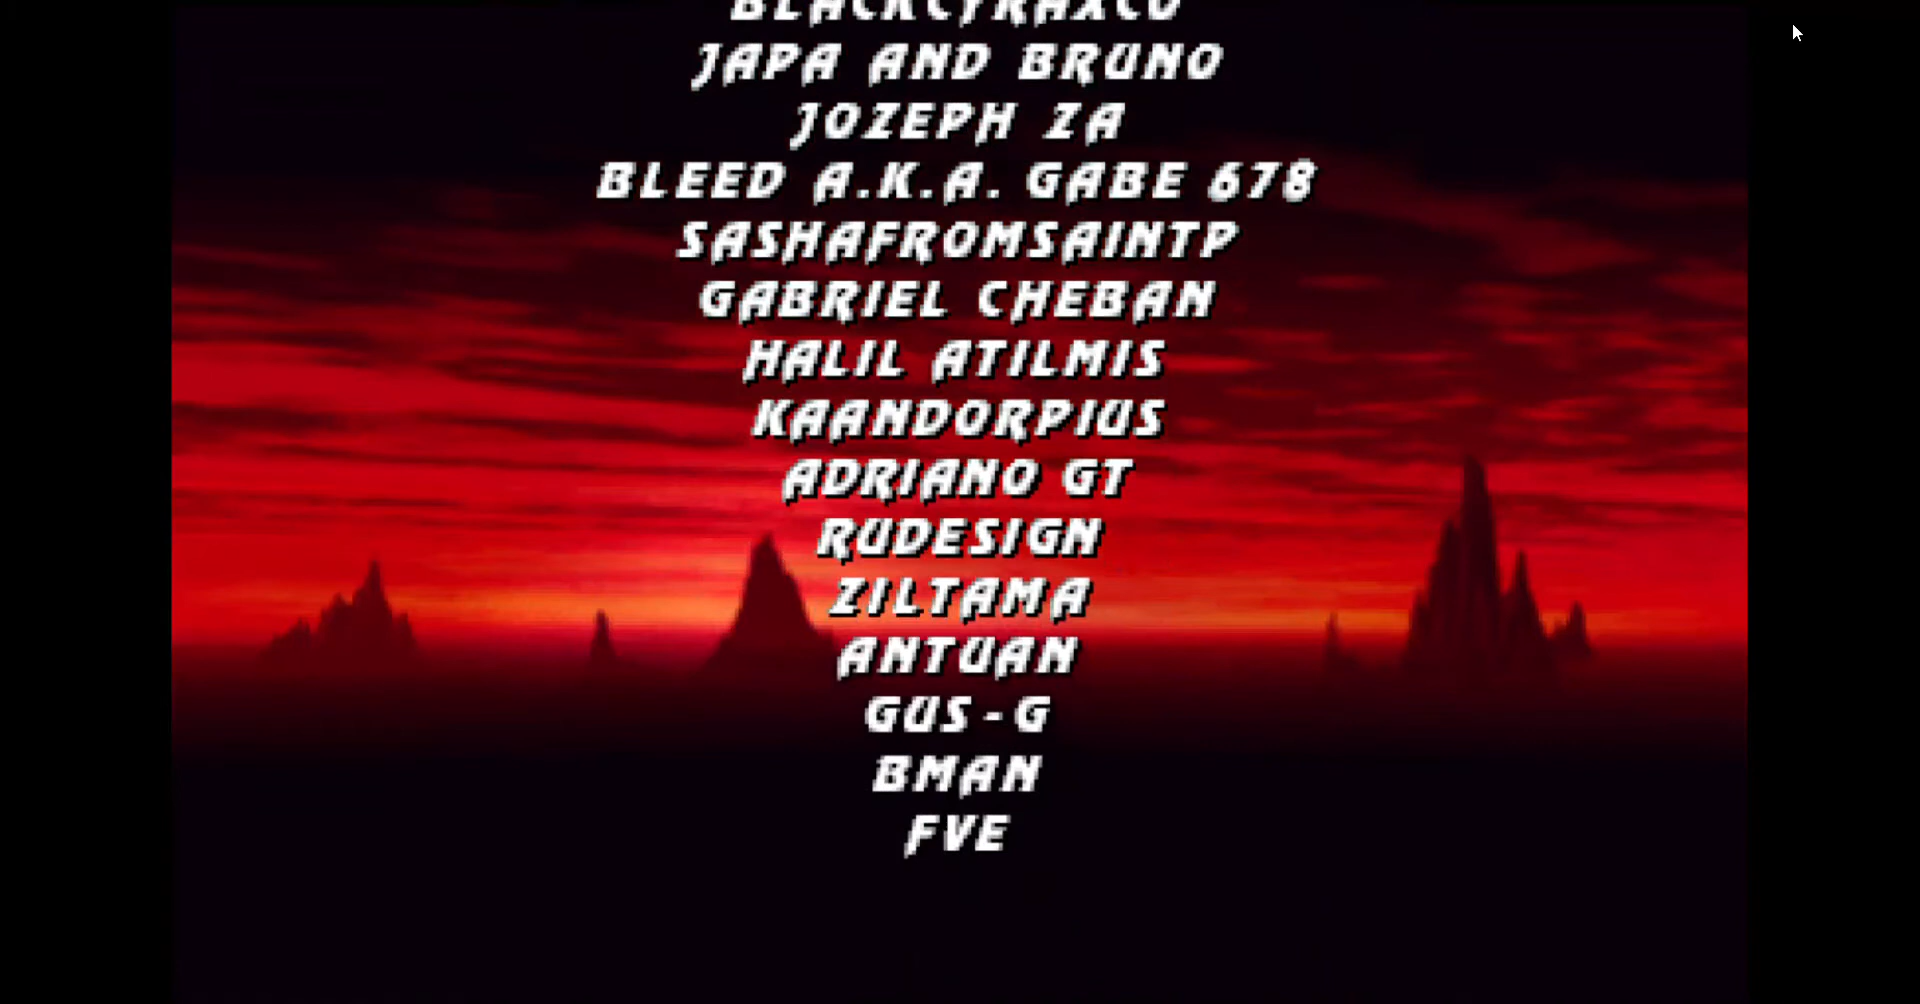 JAPA AND BRUNO
JOZEPH ZA
BLEED A.K.A. GABE 678
SASHAFROMSAINTP
GABRIEL CHEBAN
HALIL ATILMIS
KAANDORPIUS
ADRIANO GT
RUDESIGN
ZILTAMA
ANTUAN
GUS-G
BMAN
FVE